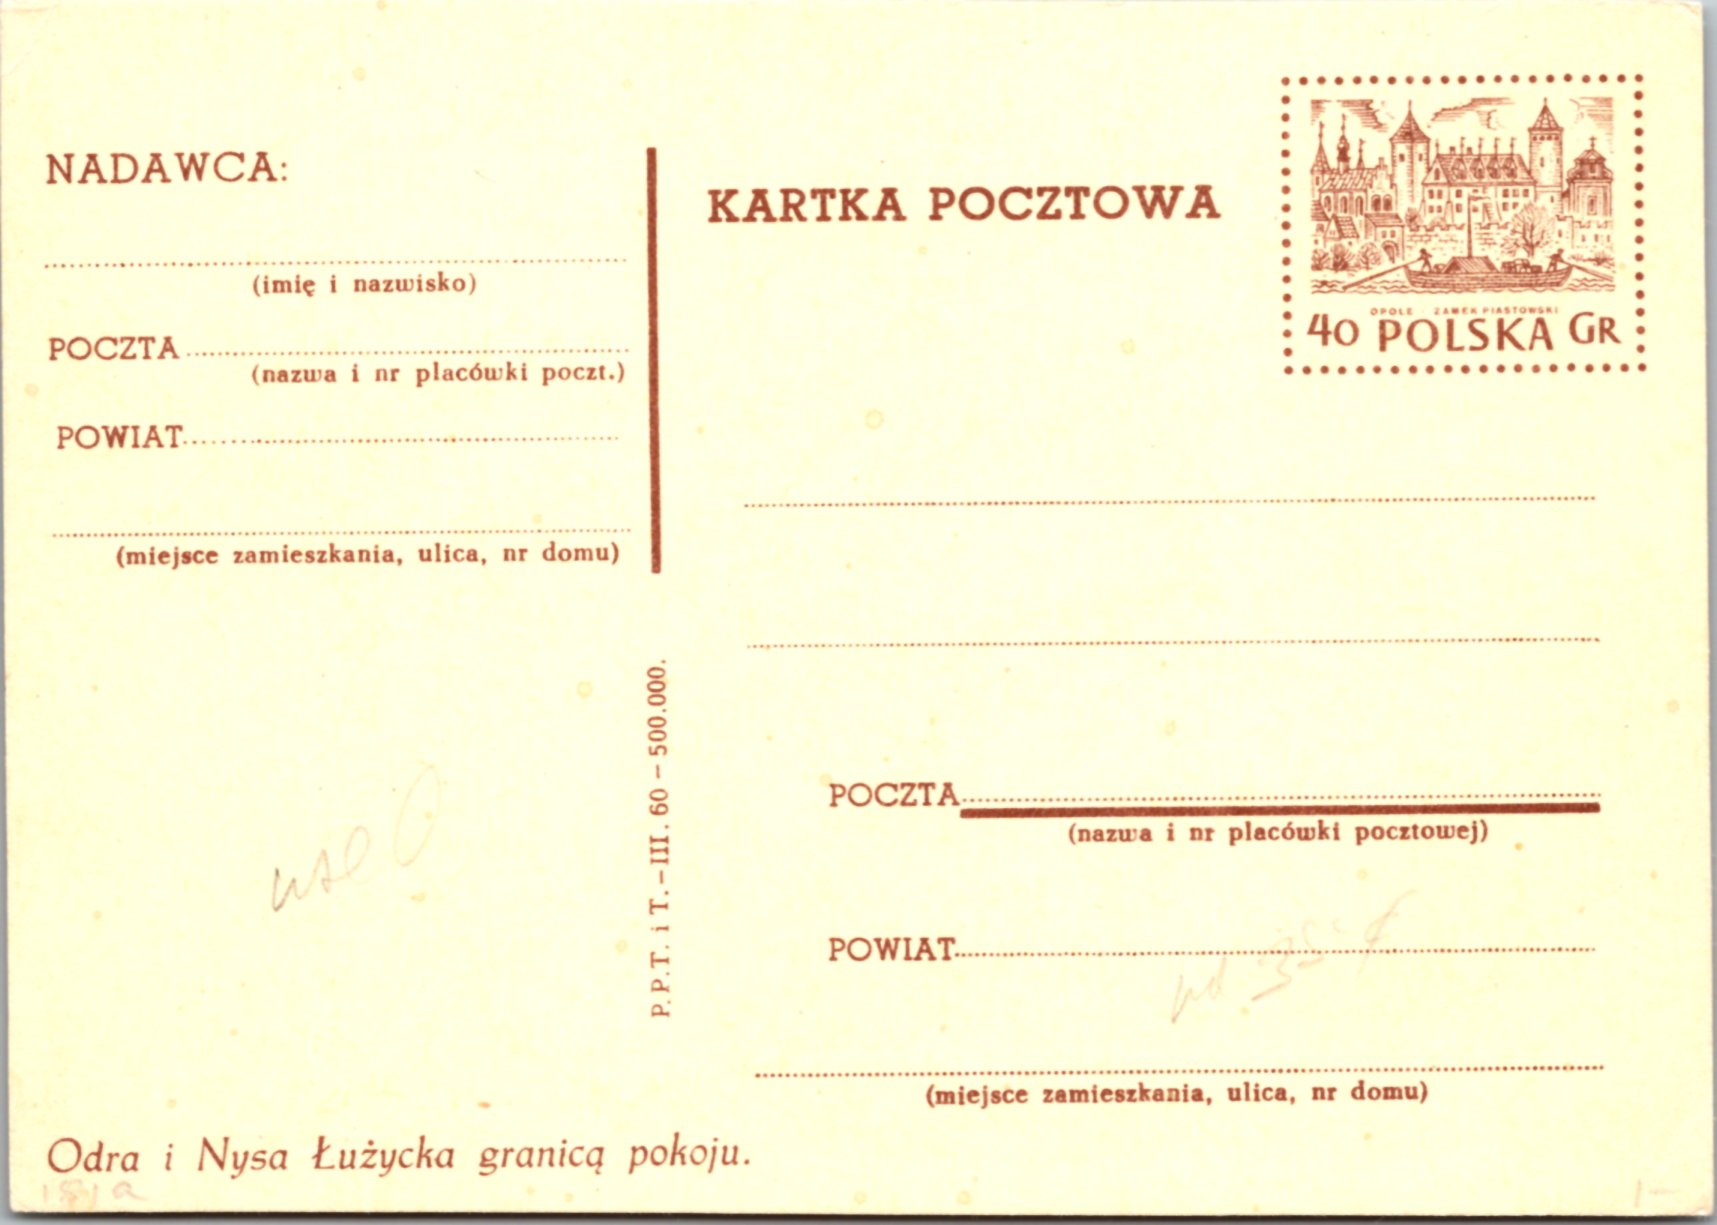 NADAWCA:
(imię i nazwisko)
POCZTA
(nazwa i nr placówki poczt.)
POWIAT
(miejsce zamieszkania, ulica, nr domu)
KARTKA POCZTOWA
OPOLE ZAMEK PIASTOWSKI
40 POLSKA GR
P.P.T. i T.-III. 60 - 500.000.
POCZTA
(nazwa i nr placówki pocztowej)
POWIAT
(miejsce zamieszkania, ulica, nr domu)
Odra i Nysa Łużycka granicą pokoju.